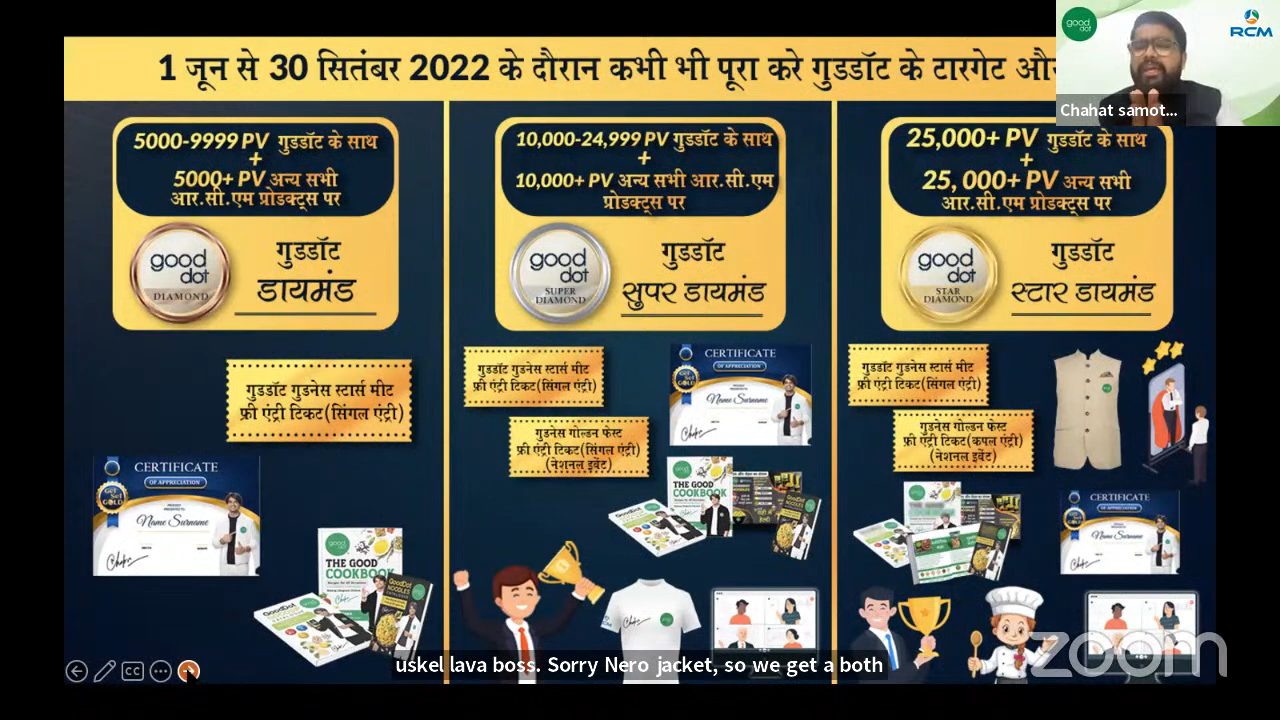 1 जून से 30 सितंबर 2022 के दौरान कभी भी पूरा करे गुडडॉट के टारगेट और
good dot
RCM
Chahat samot...
5000-9999 PV गुडडॉट के साथ
+
5000+ PV अन्य सभी
आर.सी.एम प्रोडक्ट्स पर
good dot
DIAMOND
गुडडॉट
डायमंड
गुडडॉट गुडनेस स्टार्स मीट
फ्री एंट्री टिकट(सिंगल एंट्री)
CERTIFICATE
OF APPRECIATION
Name Surname
THE GOOD
COOKBOOK
GoodDot
GoodDot
NOODLES
10,000-24,999 PV गुडडॉट के साथ
+
10,000+ PV अन्य सभी आर.सी.एम
प्रोडक्ट्स पर
good dot
SUPER
DIAMOND
गुडडॉट
सुपर डायमंड
गुडडॉट गुडनेस स्टार्स मीट
फ्री एंट्री टिकट(सिंगल एंट्री)
गुडनेस गोल्डन फेस्ट
फ्री एंट्री टिकट(सिंगल एंट्री)
(नेशनल इवेंट)
CERTIFICATE
OF APPRECIATION
Name Surname
THE GOOD
COOKBOOK
25,000+ PV गुडडॉट के साथ
+
25, 000+ PV अन्य सभी
आर.सी.एम प्रोडक्ट्स पर
good dot
STAR
DIAMOND
गुडडॉट
स्टार डायमंड
गुडडॉट गुडनेस स्टार्स मीट
फ्री एंट्री टिकट(सिंगल एंट्री)
गुडनेस गोल्डन फेस्ट
फ्री एंट्री टिकट(कपल एंट्री)
(नेशनल इवेंट)
CERTIFICATE
OF APPRECIATION
Name Surname
CC
zoom
uskel lava boss. Sorry Nero jacket, so we get a both